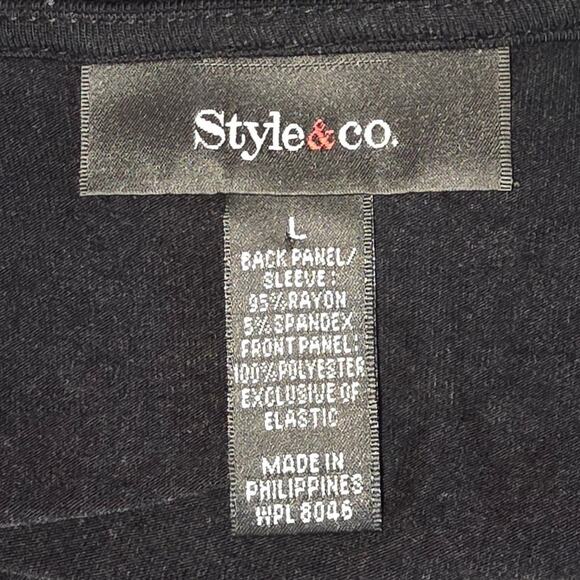 Style&co.
L
BACK PANEL/
SLEEVE:
95%RAYON
5%SPANDEX
FRONT PANEL:
100%POLYESTER
EXCLUSIVE OF
ELASTIC
MADE IN
PHILIPPINES
WPL 8046